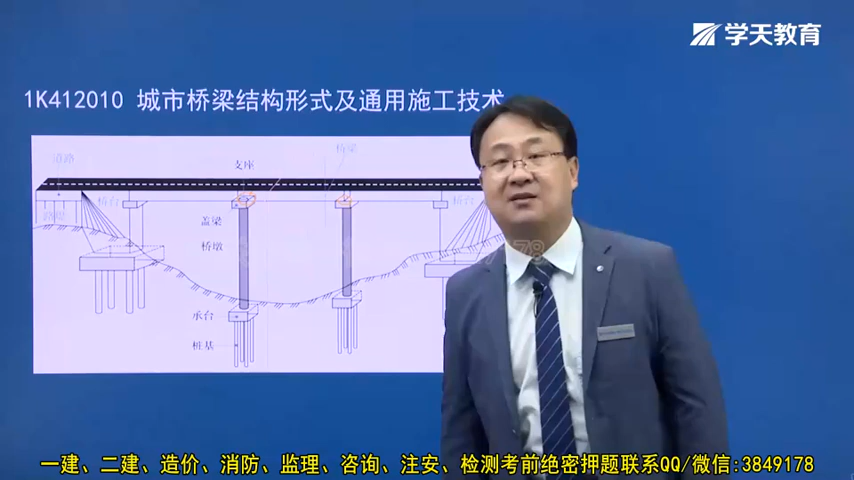 学天教育
1K412010 城市桥梁结构形式及通用施工技术
道路
支座
桥梁
桥台
桥台
路堤
盖梁
桥墩
承台
桩基
一建、二建、造价、消防、监理、咨询、注安、检测考前绝密押题联系QQ/微信:3849178